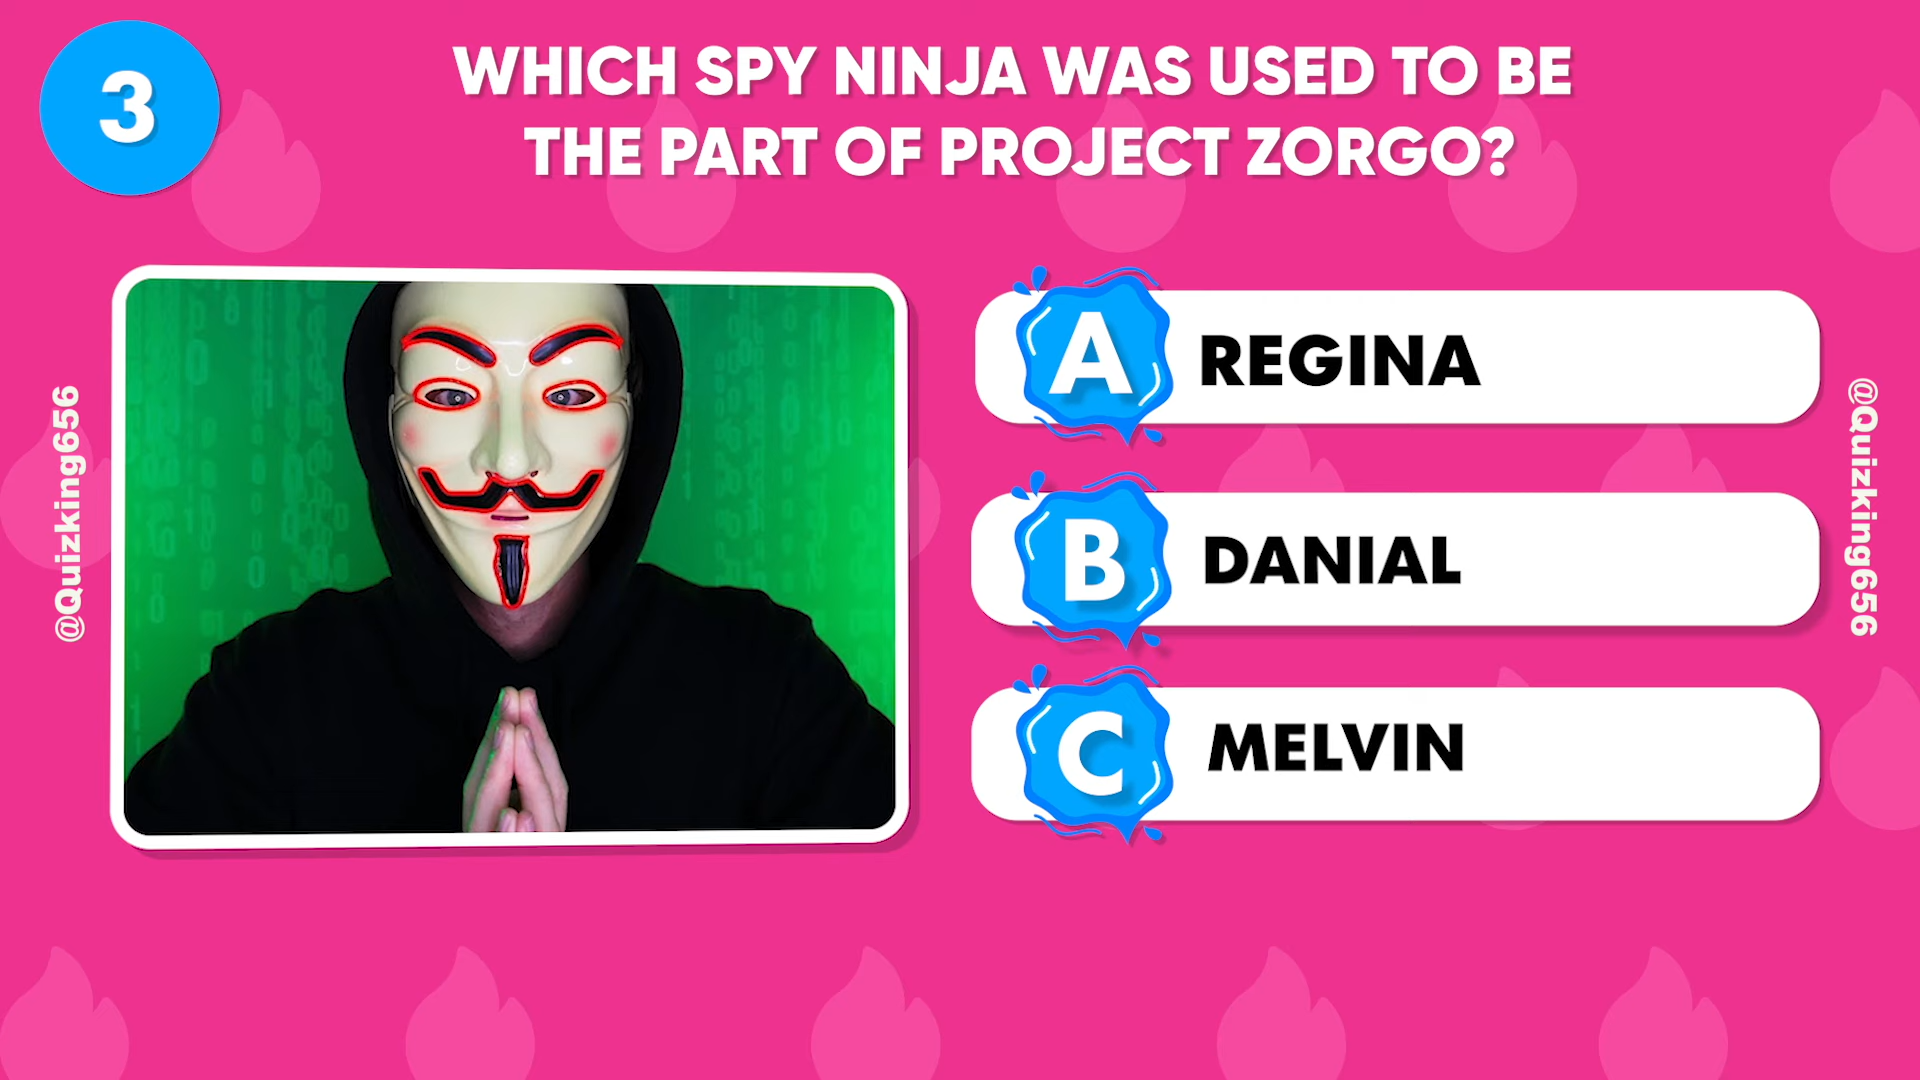 3
WHICH SPY NINJA WAS USED TO BE
THE PART OF PROJECT ZORGO?
@Quizking656
A REGINA
B DANIAL
C MELVIN
@Quizking656